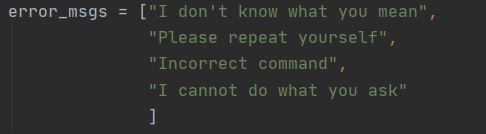 error_msgs = ["I don't know what you mean",
"Please repeat yourself",
"Incorrect command",
"I cannot do what you ask"
]